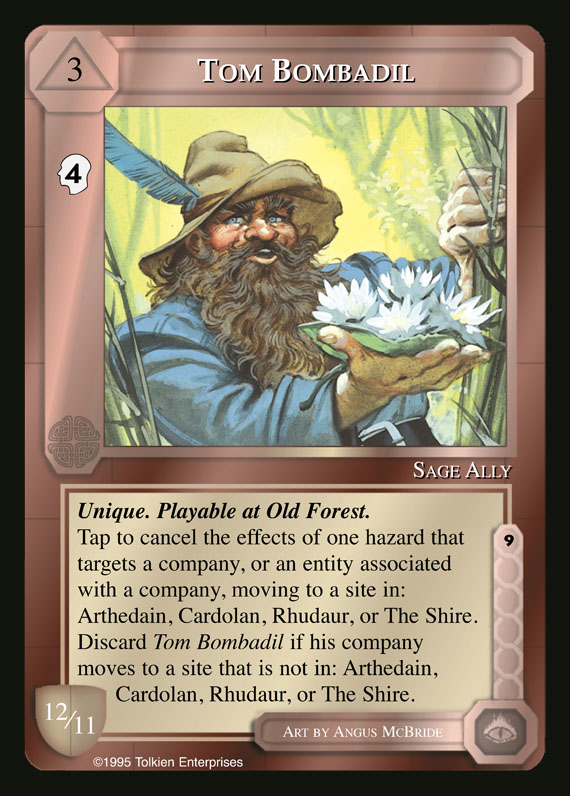 3
TOM BOMBADIL
4
SAGE ALLY
Unique. Playable at Old Forest.
Tap to cancel the effects of one hazard that
targets a company, or an entity associated
with a company, moving to a site in:
Arthedain, Cardolan, Rhudaur, or The Shire.
Discard Tom Bombadil if his company
moves to a site that is not in: Arthedain,
Cardolan, Rhudaur, or The Shire.
9
12/11
ART BY ANGUS MCBRIDE
©1995 Tolkien Enterprises